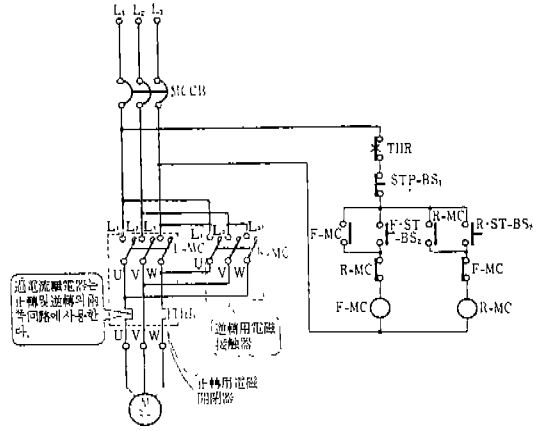 L₁ L₂ L₃
MCCB
THR
STP-BS₁
F-MC
F-ST
BS₂
R-MC
R-ST-BS₃
R-MC
F-MC
F-MC
R-MC
L₁ L₂ L₃
F-MC
L₁ L₂ L₃
R-MC
U V W
U V W
過電流繼電器는
正轉 및 逆轉의 兩
쪽 回路에 사용한
다.
THR
逆轉用 電磁
接触器
U V W
正轉用 電磁
開閉器
M